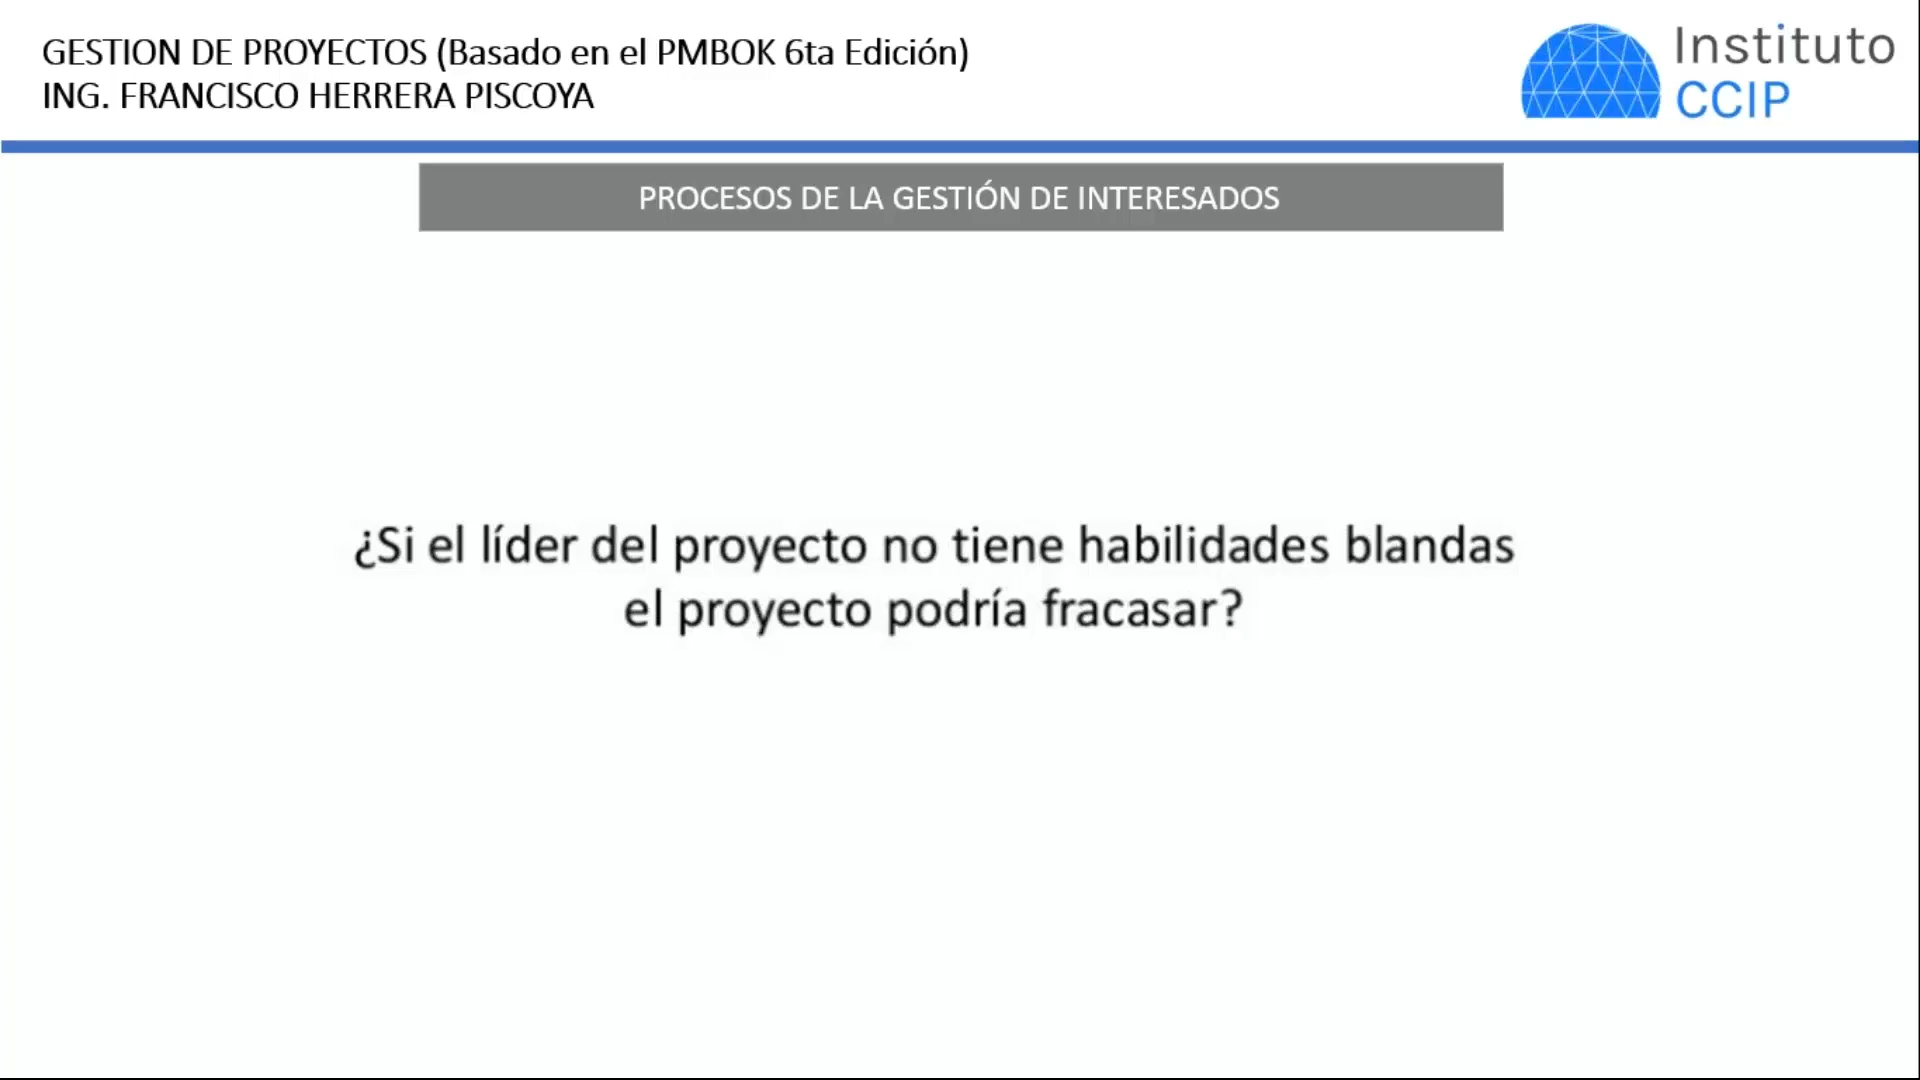 GESTION DE PROYECTOS (Basado en el PMBOK 6ta Edición)
ING. FRANCISCO HERRERA PISCOYA
Instituto
CCIP
PROCESOS DE LA GESTIÓN DE INTERESADOS
¿Si el líder del proyecto no tiene habilidades blandas
el proyecto podría fracasar?